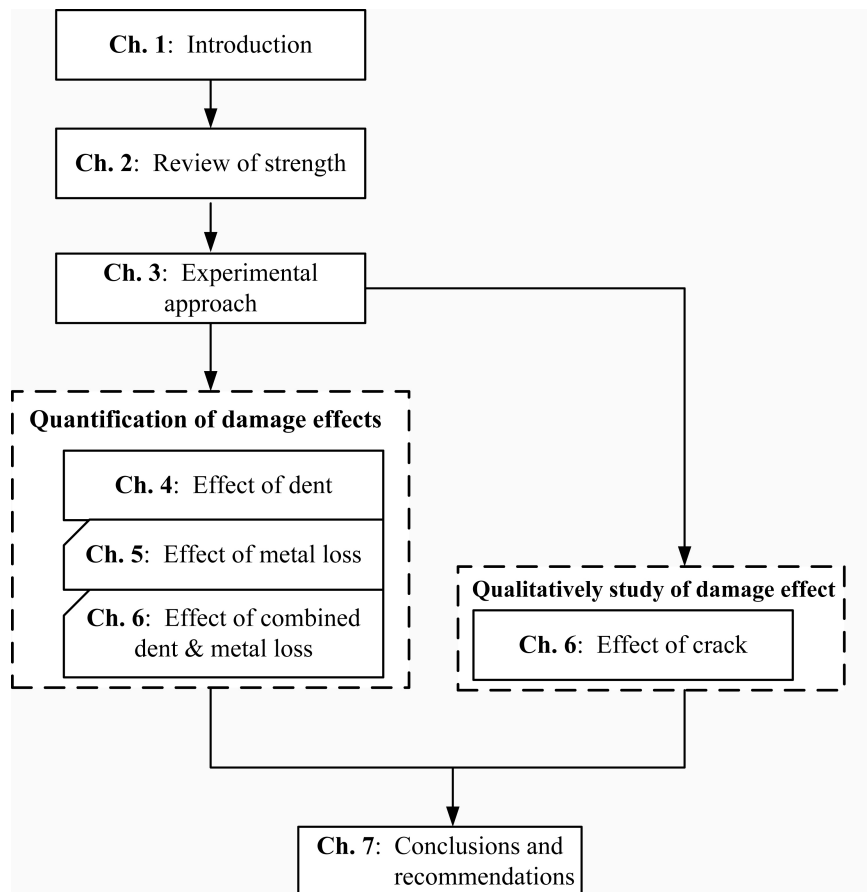 Ch. 1: Introduction
Ch. 2: Review of strength
Ch. 3: Experimental
approach
Quantification of damage effects
Ch. 4: Effect of dent
Ch. 5: Effect of metal loss
Ch. 6: Effect of combined
dent & metal loss
Qualitatively study of damage effect
Ch. 6: Effect of crack
Ch. 7: Conclusions and
recommendations